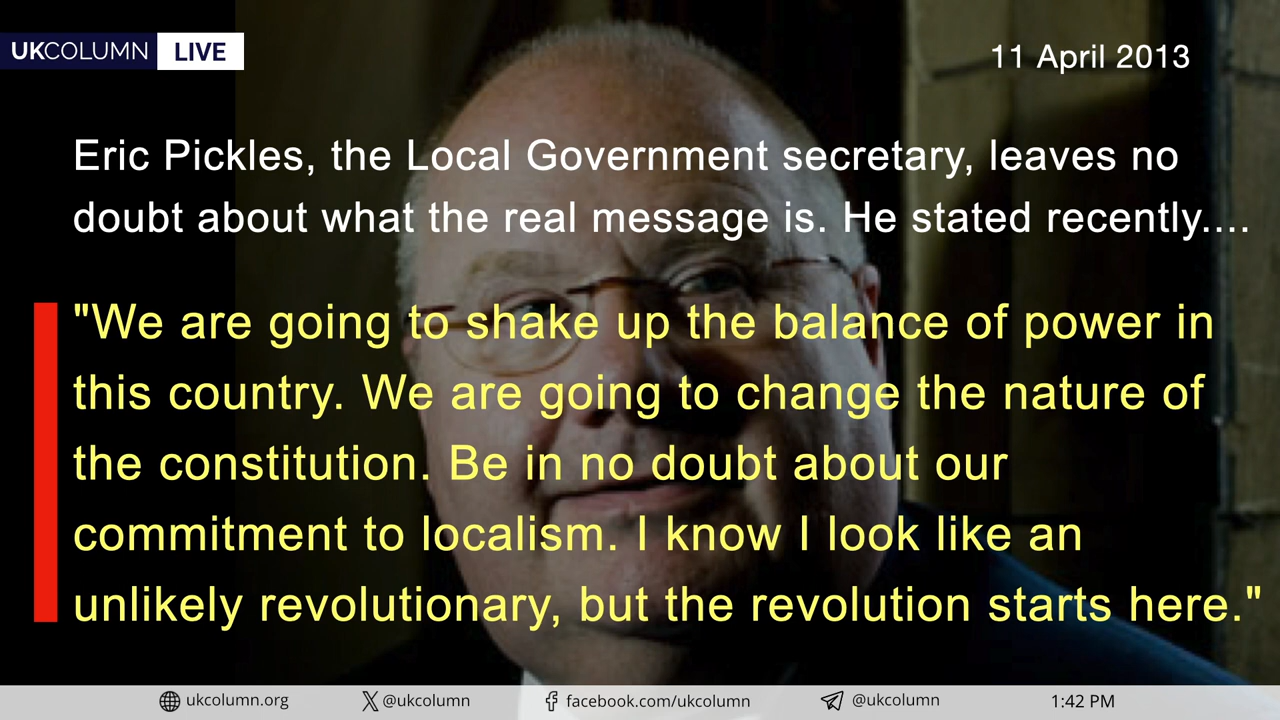 UKCOLUMN LIVE
11 April 2013
Eric Pickles, the Local Government secretary, leaves no
doubt about what the real message is. He stated recently....
"We are going to shake up the balance of power in
this country. We are going to change the nature of
the constitution. Be in no doubt about our
commitment to localism. I know I look like an
unlikely revolutionary, but the revolution starts here."
ukcolumn.org @ukcolumn facebook.com/ukcolumn @ukcolumn 1:42 PM